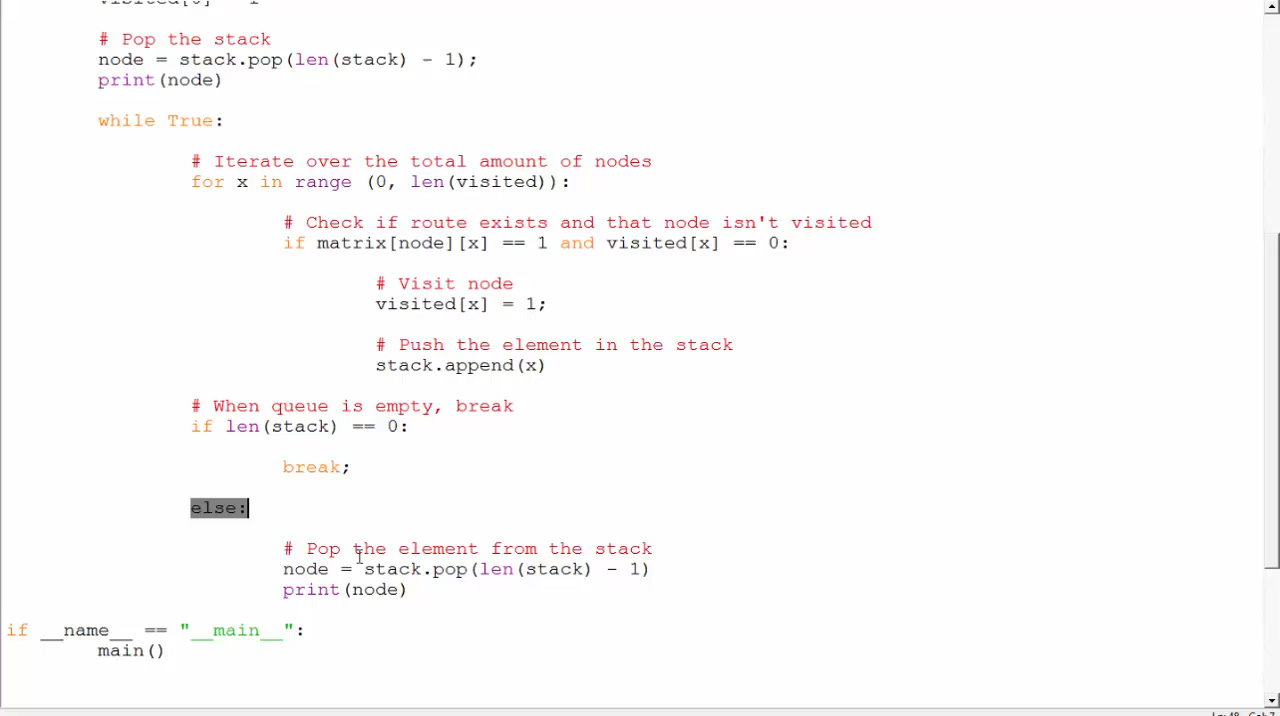 # Pop the stack
node = stack.pop(len(stack) - 1);
print(node)
while True:
# Iterate over the total amount of nodes
for x in range (0, len(visited)):
# Check if route exists and that node isn't visited
if matrix[node][x] == 1 and visited[x] == 0:
# Visit node
visited[x] = 1;
# Push the element in the stack
stack.append(x)
# When queue is empty, break
if len(stack) == 0:
break;
else:
# Pop the element from the stack
node = stack.pop(len(stack) - 1)
print(node)
if __name__ == "__main__":
main()